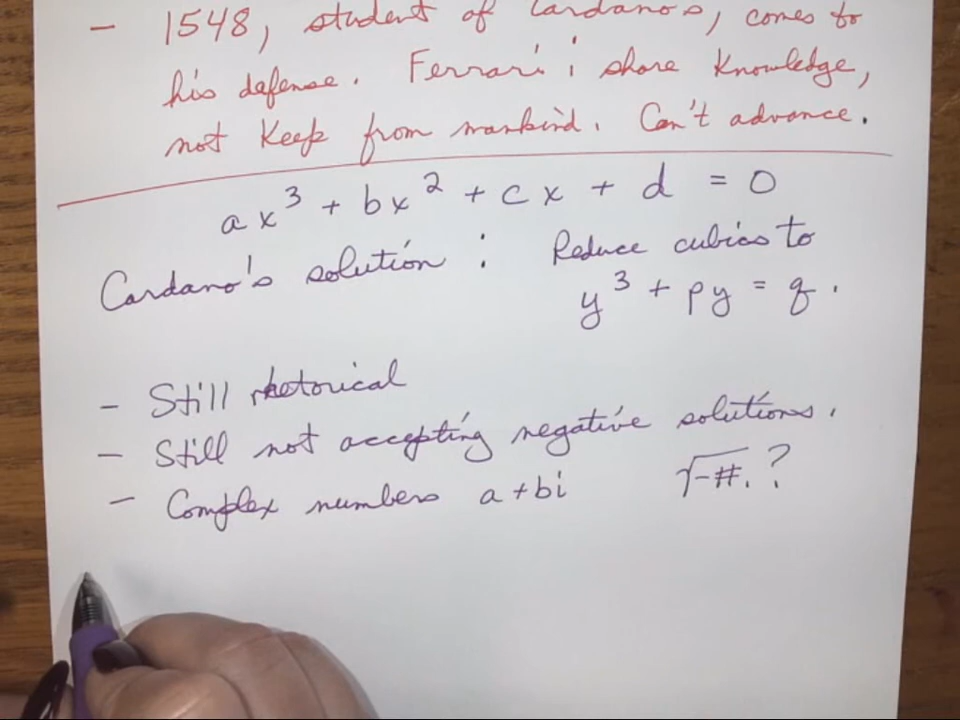 - 1548, student of Cardano's, comes to
his defense. Ferrari; share knowledge,
not keep from mankind. Can't advance.
ax³ + bx² + cx + d = 0
Cardano's solution : Reduce cubics to
y³ + py = q.
- Still rhetorical
- Still not accepting negative solutions.
- Complex numbers a+bi √-#. ?